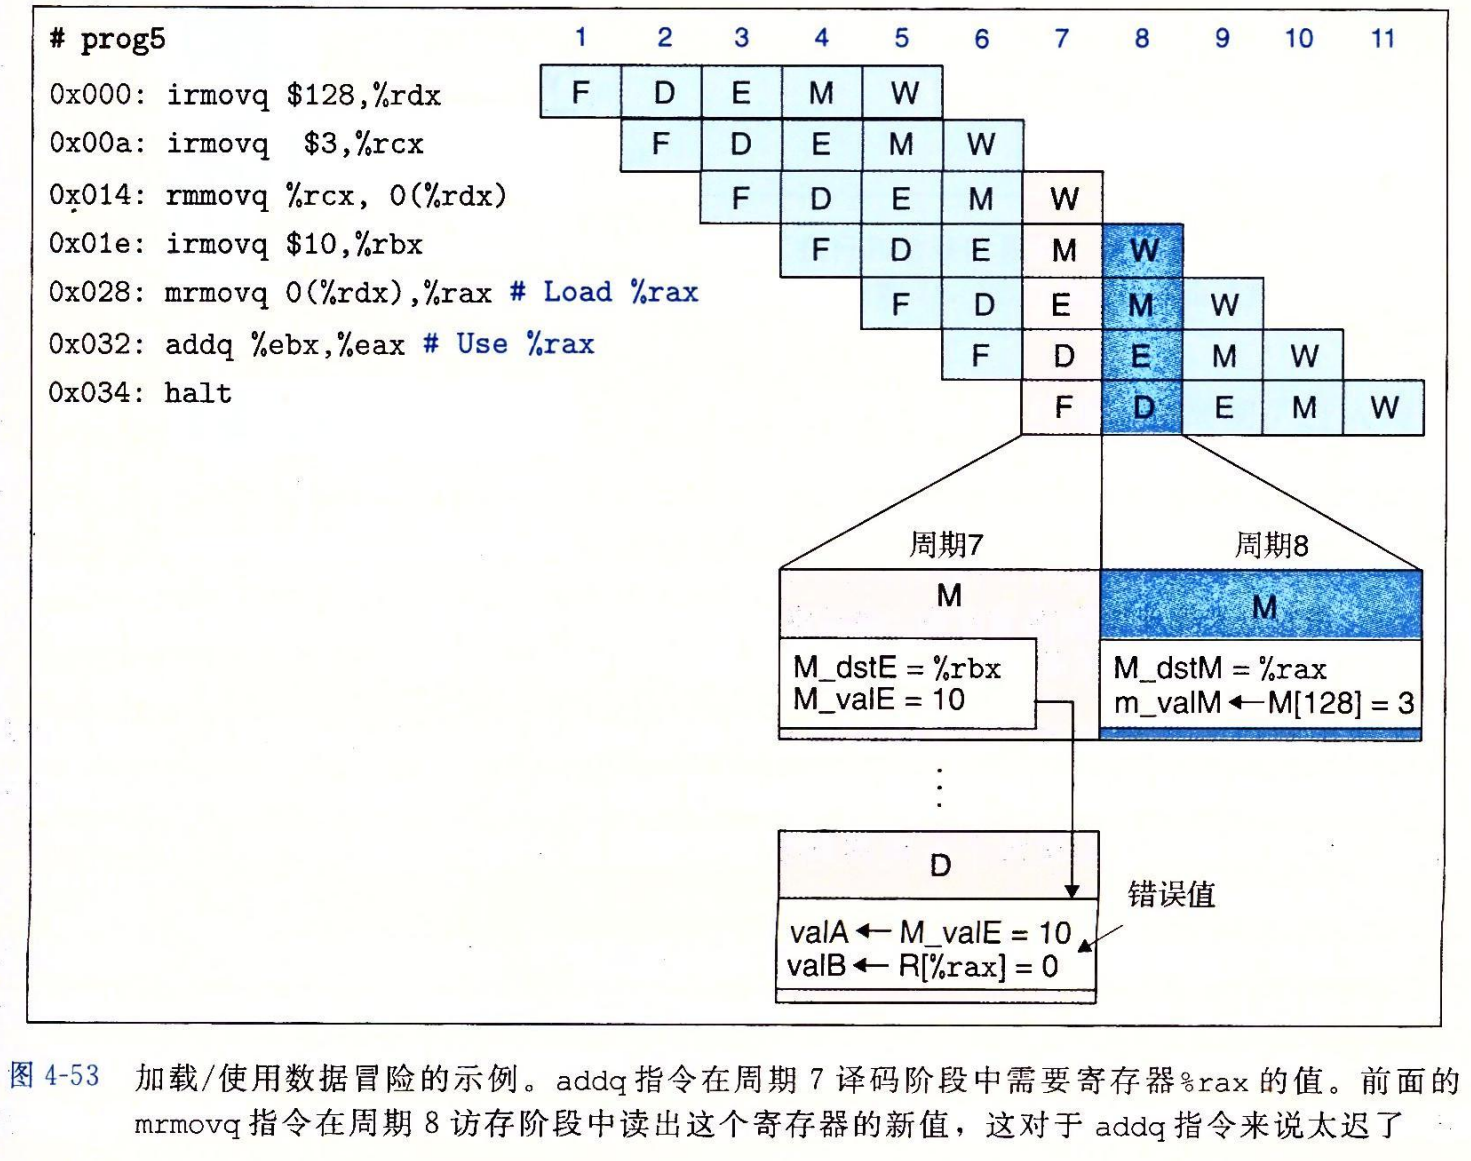 # prog5 1 2 3 4 5 6 7 8 9 10 11
0x000: irmovq $128,%rdx F D E M W
0x00a: irmovq $3,%rcx F D E M W
0x014: rmmovq %rcx, 0(%rdx) F D E M W
0x01e: irmovq $10,%rbx F D E M W
0x028: mrmovq 0(%rdx),%rax # Load %rax F D E M W
0x032: addq %ebx,%eax # Use %rax F D E M W
0x034: halt F D E M W
周期7 周期8
M M
M_dstE = %rbx M_dstM = %rax
M_valE = 10 m_valM ← M[128] = 3
D
错误值
valA ← M_valE = 10
valB ← R[%rax] = 0
图 4-53 加载/使用数据冒险的示例。addq 指令在周期 7 译码阶段中需要寄存器%rax 的值。前面的
mrmovq 指令在周期 8 访存阶段中读出这个寄存器的新值，这对于 addq 指令来说太迟了